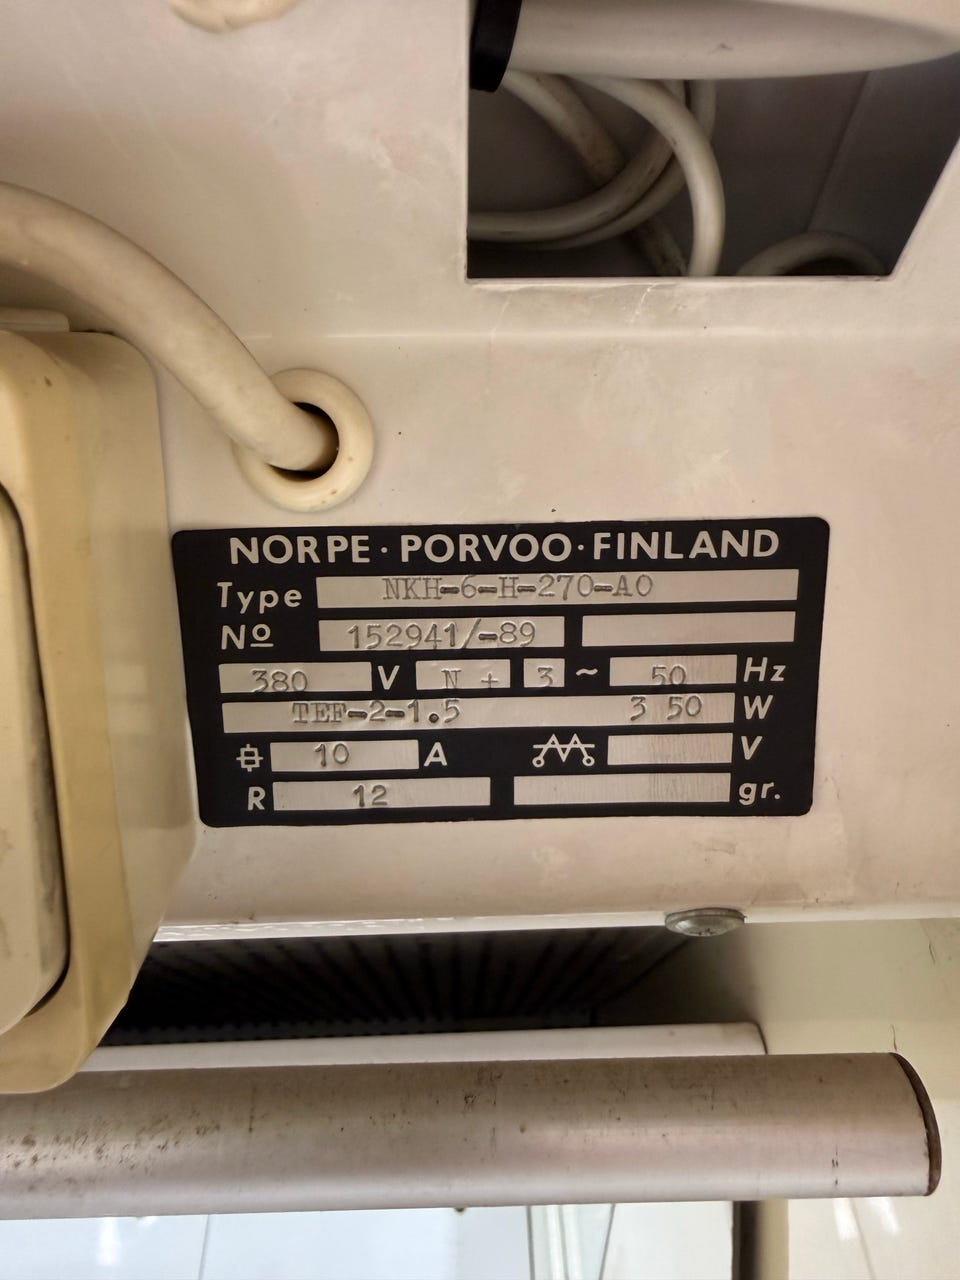 NORPE · PORVOO · FINLAND
Type NKH-6-H-270-A0
Nº 152941/-89
380 V N + 3 ~ 50 Hz
TEF-2-1.5 3 50 W
10 A V
R 12 gr.